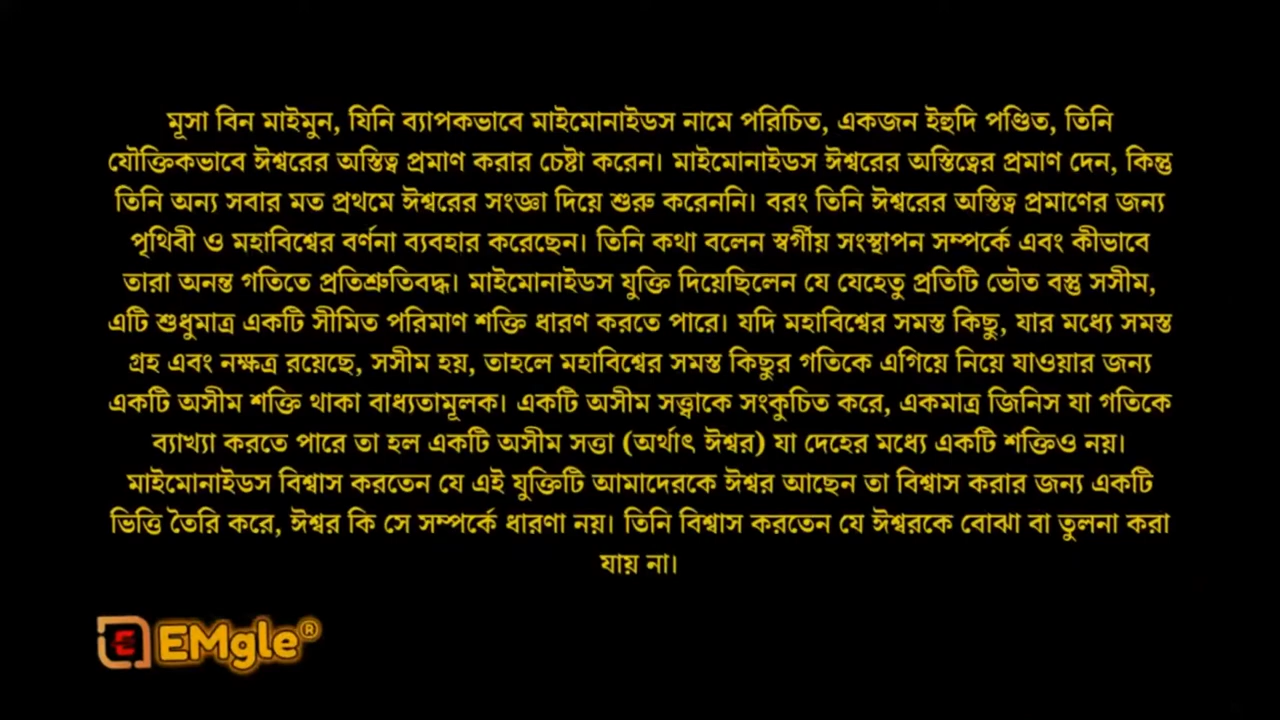 মূসা বিন মাইমুন, যিনি ব্যাপকভাবে মাইমোনাইডস নামে পরিচিত, একজন ইহুদি পণ্ডিত, তিনি
যৌক্তিকভাবে ঈশ্বরের অস্তিত্ব প্রমাণ করার চেষ্টা করেন। মাইমোনাইডস ঈশ্বরের অস্তিত্বের প্রমাণ দেন, কিন্তু
তিনি অন্য সবার মত প্রথমে ঈশ্বরের সংজ্ঞা দিয়ে শুরু করেননি। বরং তিনি ঈশ্বরের অস্তিত্ব প্রমাণের জন্য
পৃথিবী ও মহাবিশ্বের বর্ণনা ব্যবহার করেছেন। তিনি কথা বলেন স্বর্গীয় সংস্থাপন সম্পর্কে এবং কীভাবে
তারা অনন্ত গতিতে প্রতিশ্রুতিবদ্ধ। মাইমোনাইডস যুক্তি দিয়েছিলেন যে যেহেতু প্রতিটি ভৌত বস্তু সসীম,
এটি শুধুমাত্র একটি সীমিত পরিমাণ শক্তি ধারণ করতে পারে। যদি মহাবিশ্বের সমস্ত কিছু, যার মধ্যে সমস্ত
গ্রহ এবং নক্ষত্র রয়েছে, সসীম হয়, তাহলে মহাবিশ্বের সমস্ত কিছুর গতিকে এগিয়ে নিয়ে যাওয়ার জন্য
একটি অসীম শক্তি থাকা বাধ্যতামূলক। একটি অসীম সত্ত্বাকে সংকুচিত করে, একমাত্র জিনিস যা গতিকে
ব্যাখ্যা করতে পারে তা হল একটি অসীম সত্তা (অর্থাৎ ঈশ্বর) যা দেহের মধ্যে একটি শক্তিও নয়।
মাইমোনাইডস বিশ্বাস করতেন যে এই যুক্তিটি আমাদেরকে ঈশ্বর আছেন তা বিশ্বাস করার জন্য একটি
ভিত্তি তৈরি করে, ঈশ্বর কি সে সম্পর্কে ধারণা নয়। তিনি বিশ্বাস করতেন যে ঈশ্বরকে বোঝা বা তুলনা করা
যায় না।
E EMgle®